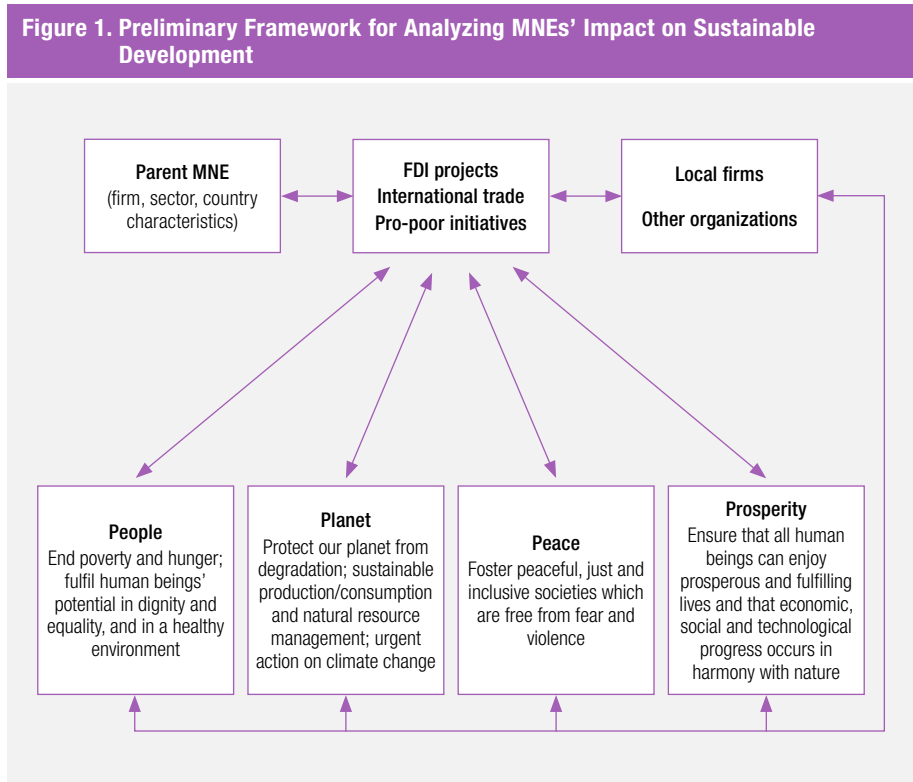 Figure 1. Preliminary Framework for Analyzing MNEs' Impact on Sustainable
Development
Parent MNE
(firm, sector, country
characteristics)
FDI projects
International trade
Pro-poor initiatives
Local firms
Other organizations
People
End poverty and hunger;
fulfil human beings'
potential in dignity and
equality, and in a healthy
environment
Planet
Protect our planet from
degradation; sustainable
production/consumption
and natural resource
management; urgent
action on climate change
Peace
Foster peaceful, just and
inclusive societies which
are free from fear and
violence
Prosperity
Ensure that all human
beings can enjoy
prosperous and fulfilling
lives and that economic,
social and technological
progress occurs in
harmony with nature